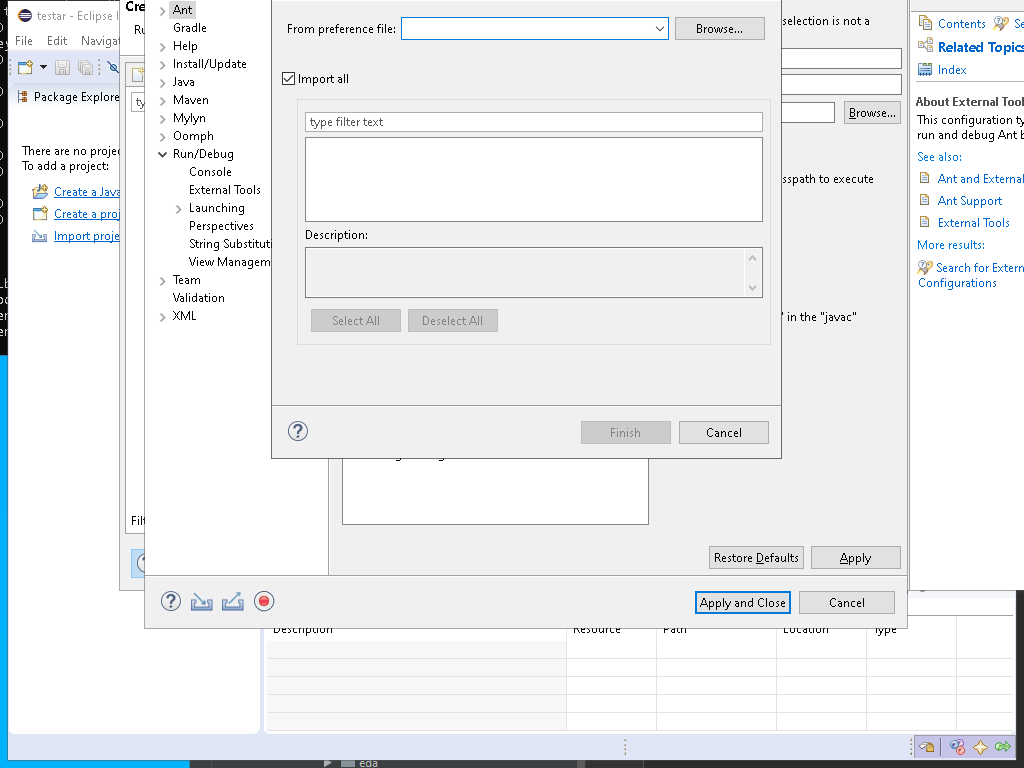 testar - Eclipse
File Edit Navigat
Package Explore
There are no projec
To add a project:
Create a Java
Create a proj
Import proje
Cre
Ru
ty
Filt
Ant
Gradle
Help
Install/Update
Java
Maven
Mylyn
Oomph
Run/Debug
Console
External Tools
Launching
Perspectives
String Substituti
View Managem
Team
Validation
XML
From preference file:
Browse...
Import all
type filter text
Description:
Select All
Deselect All
?
Finish
Cancel
selection is not a
Browse...
sspath to execute
' in the "javac"
Restore Defaults
Apply
?
Apply and Close
Cancel
Contents
Se
Related Topics
Index
About External Tool
This configuration ty
run and debug Ant b
See also:
Ant and External
Ant Support
External Tools
More results:
Search for Extern
Configurations
Description Resource Path Location Type
eda